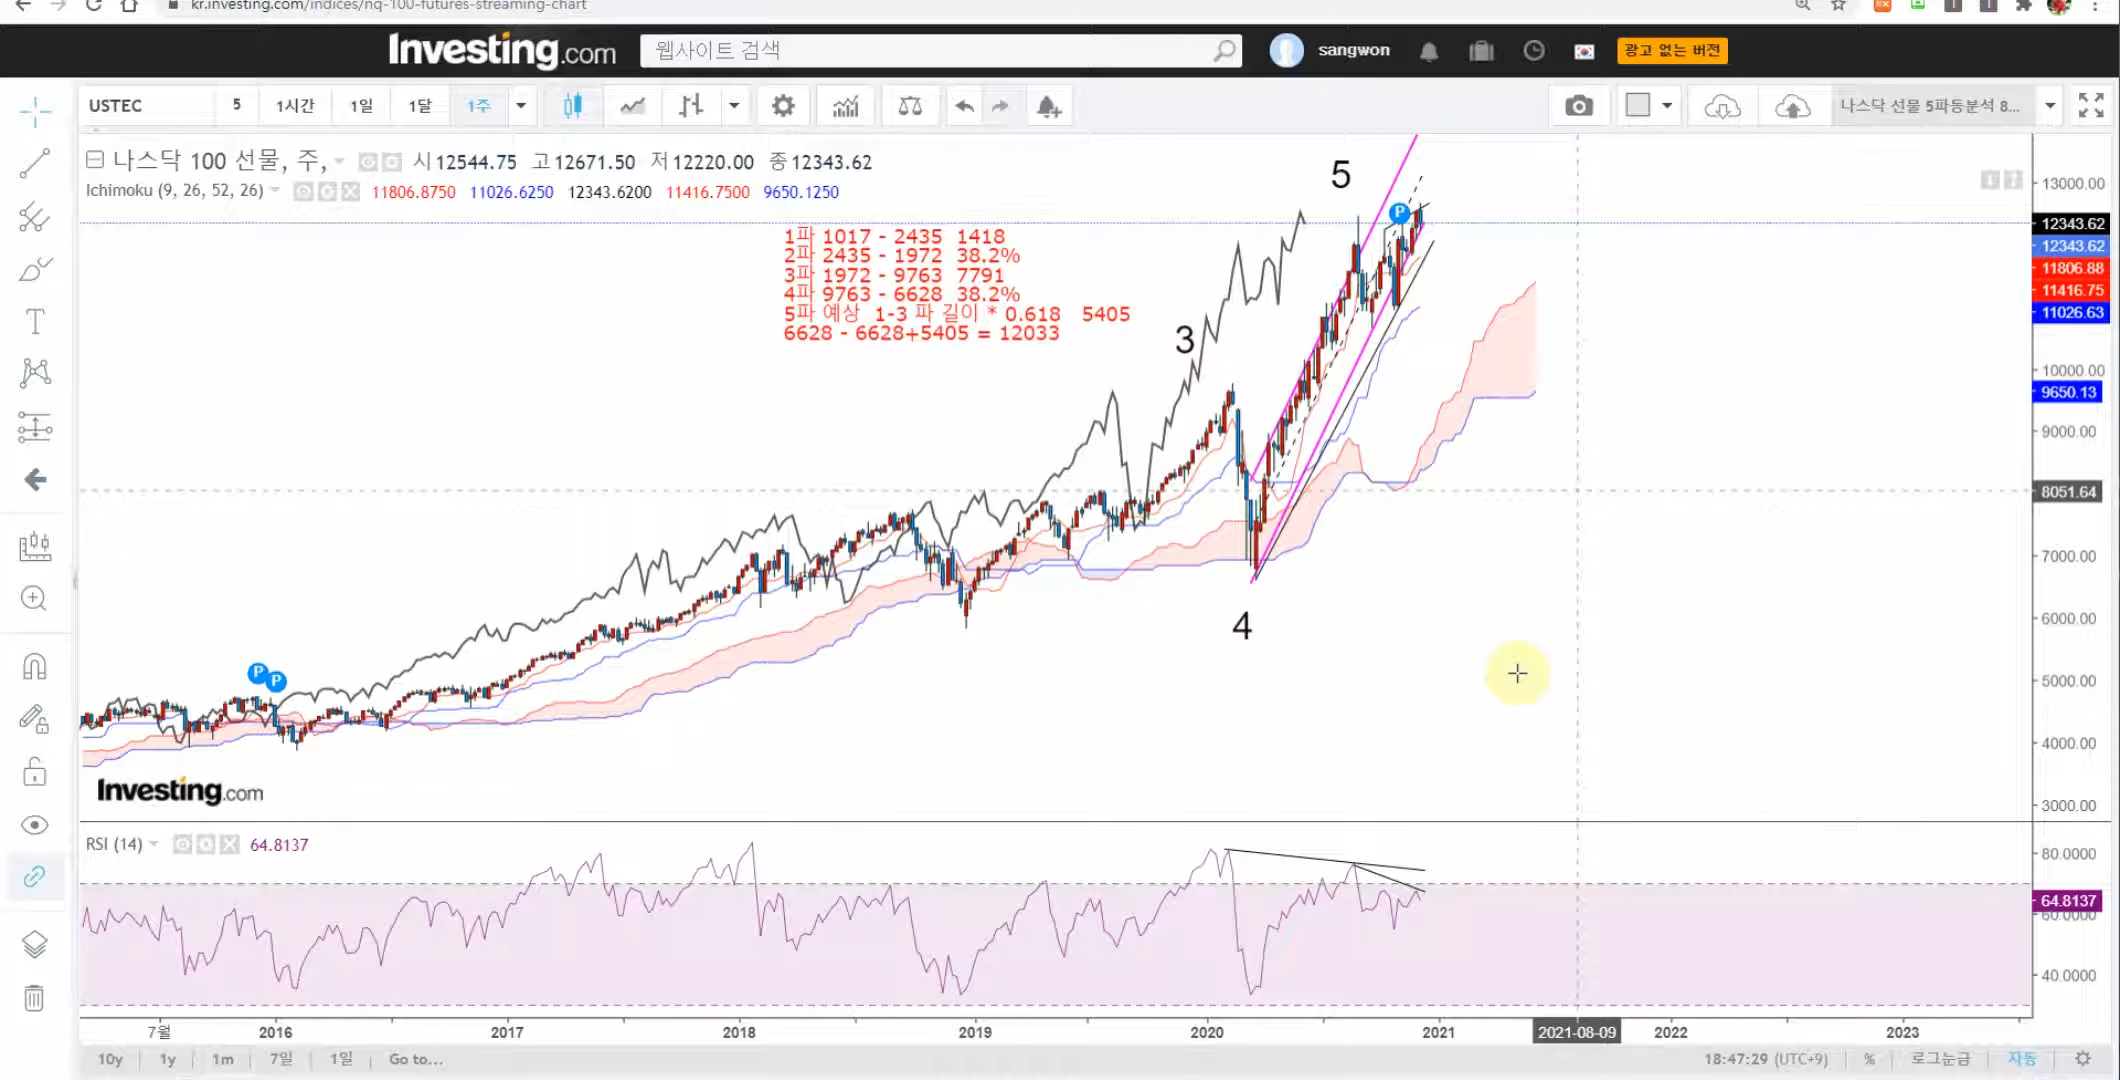 kr.investing.com/indices/nq-100-futures-streaming-chart
Investing.com
웹사이트 검색
sangwon
광고 없는 버전
USTEC
5
1시간
1일
1달
1주
나스닥 선물 5파동분석 8...
나스닥 100 선물, 주,
시 12544.75 고 12671.50 저 12220.00 종 12343.62
Ichimoku (9, 26, 52, 26)
11806.8750 11026.6250 12343.6200 11416.7500 9650.1250
1파 1017 - 2435 1418
2파 2435 - 1972 38.2%
3파 1972 - 9763 7791
4파 9763 - 6628 38.2%
5파 예상 1-3 파 길이 * 0.618 5405
6628 - 6628+5405 = 12033
5
3
4
P
P
P
13000.00
12343.62
12343.62
11806.88
11416.75
11026.63
10000.00
9650.13
9000.00
8051.64
7000.00
6000.00
5000.00
4000.00
3000.00
Investing.com
RSI (14)
64.8137
80.0000
64.8137
60.0000
40.0000
7월
2016
2017
2018
2019
2020
2021
2021-08-09
2022
2023
10y
1y
1m
7일
1일
Go to...
18:47:29 (UTC+9)
%
로그눈금
자동